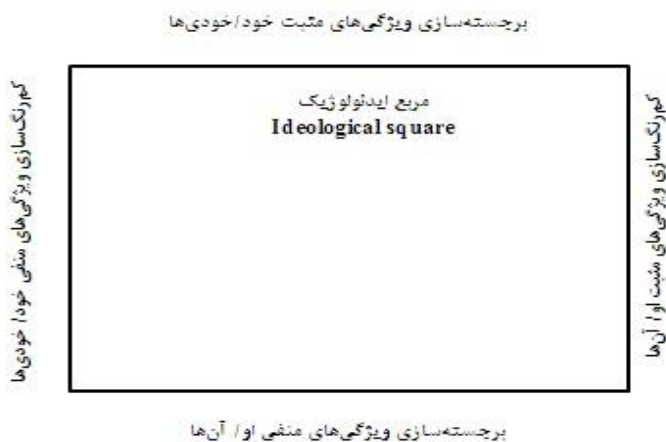 برجسته‌سازی ویژگی‌های مثبت خود/خودی‌ها
مربع ایدئولوژیک
Ideological square
کم‌رنگ‌سازی ویژگی‌های مثبت او/ آن‌ها
کم‌رنگ‌سازی ویژگی‌های منفی خود/ خودی‌ها
برجسته‌سازی ویژگی‌های منفی او/ آن‌ها